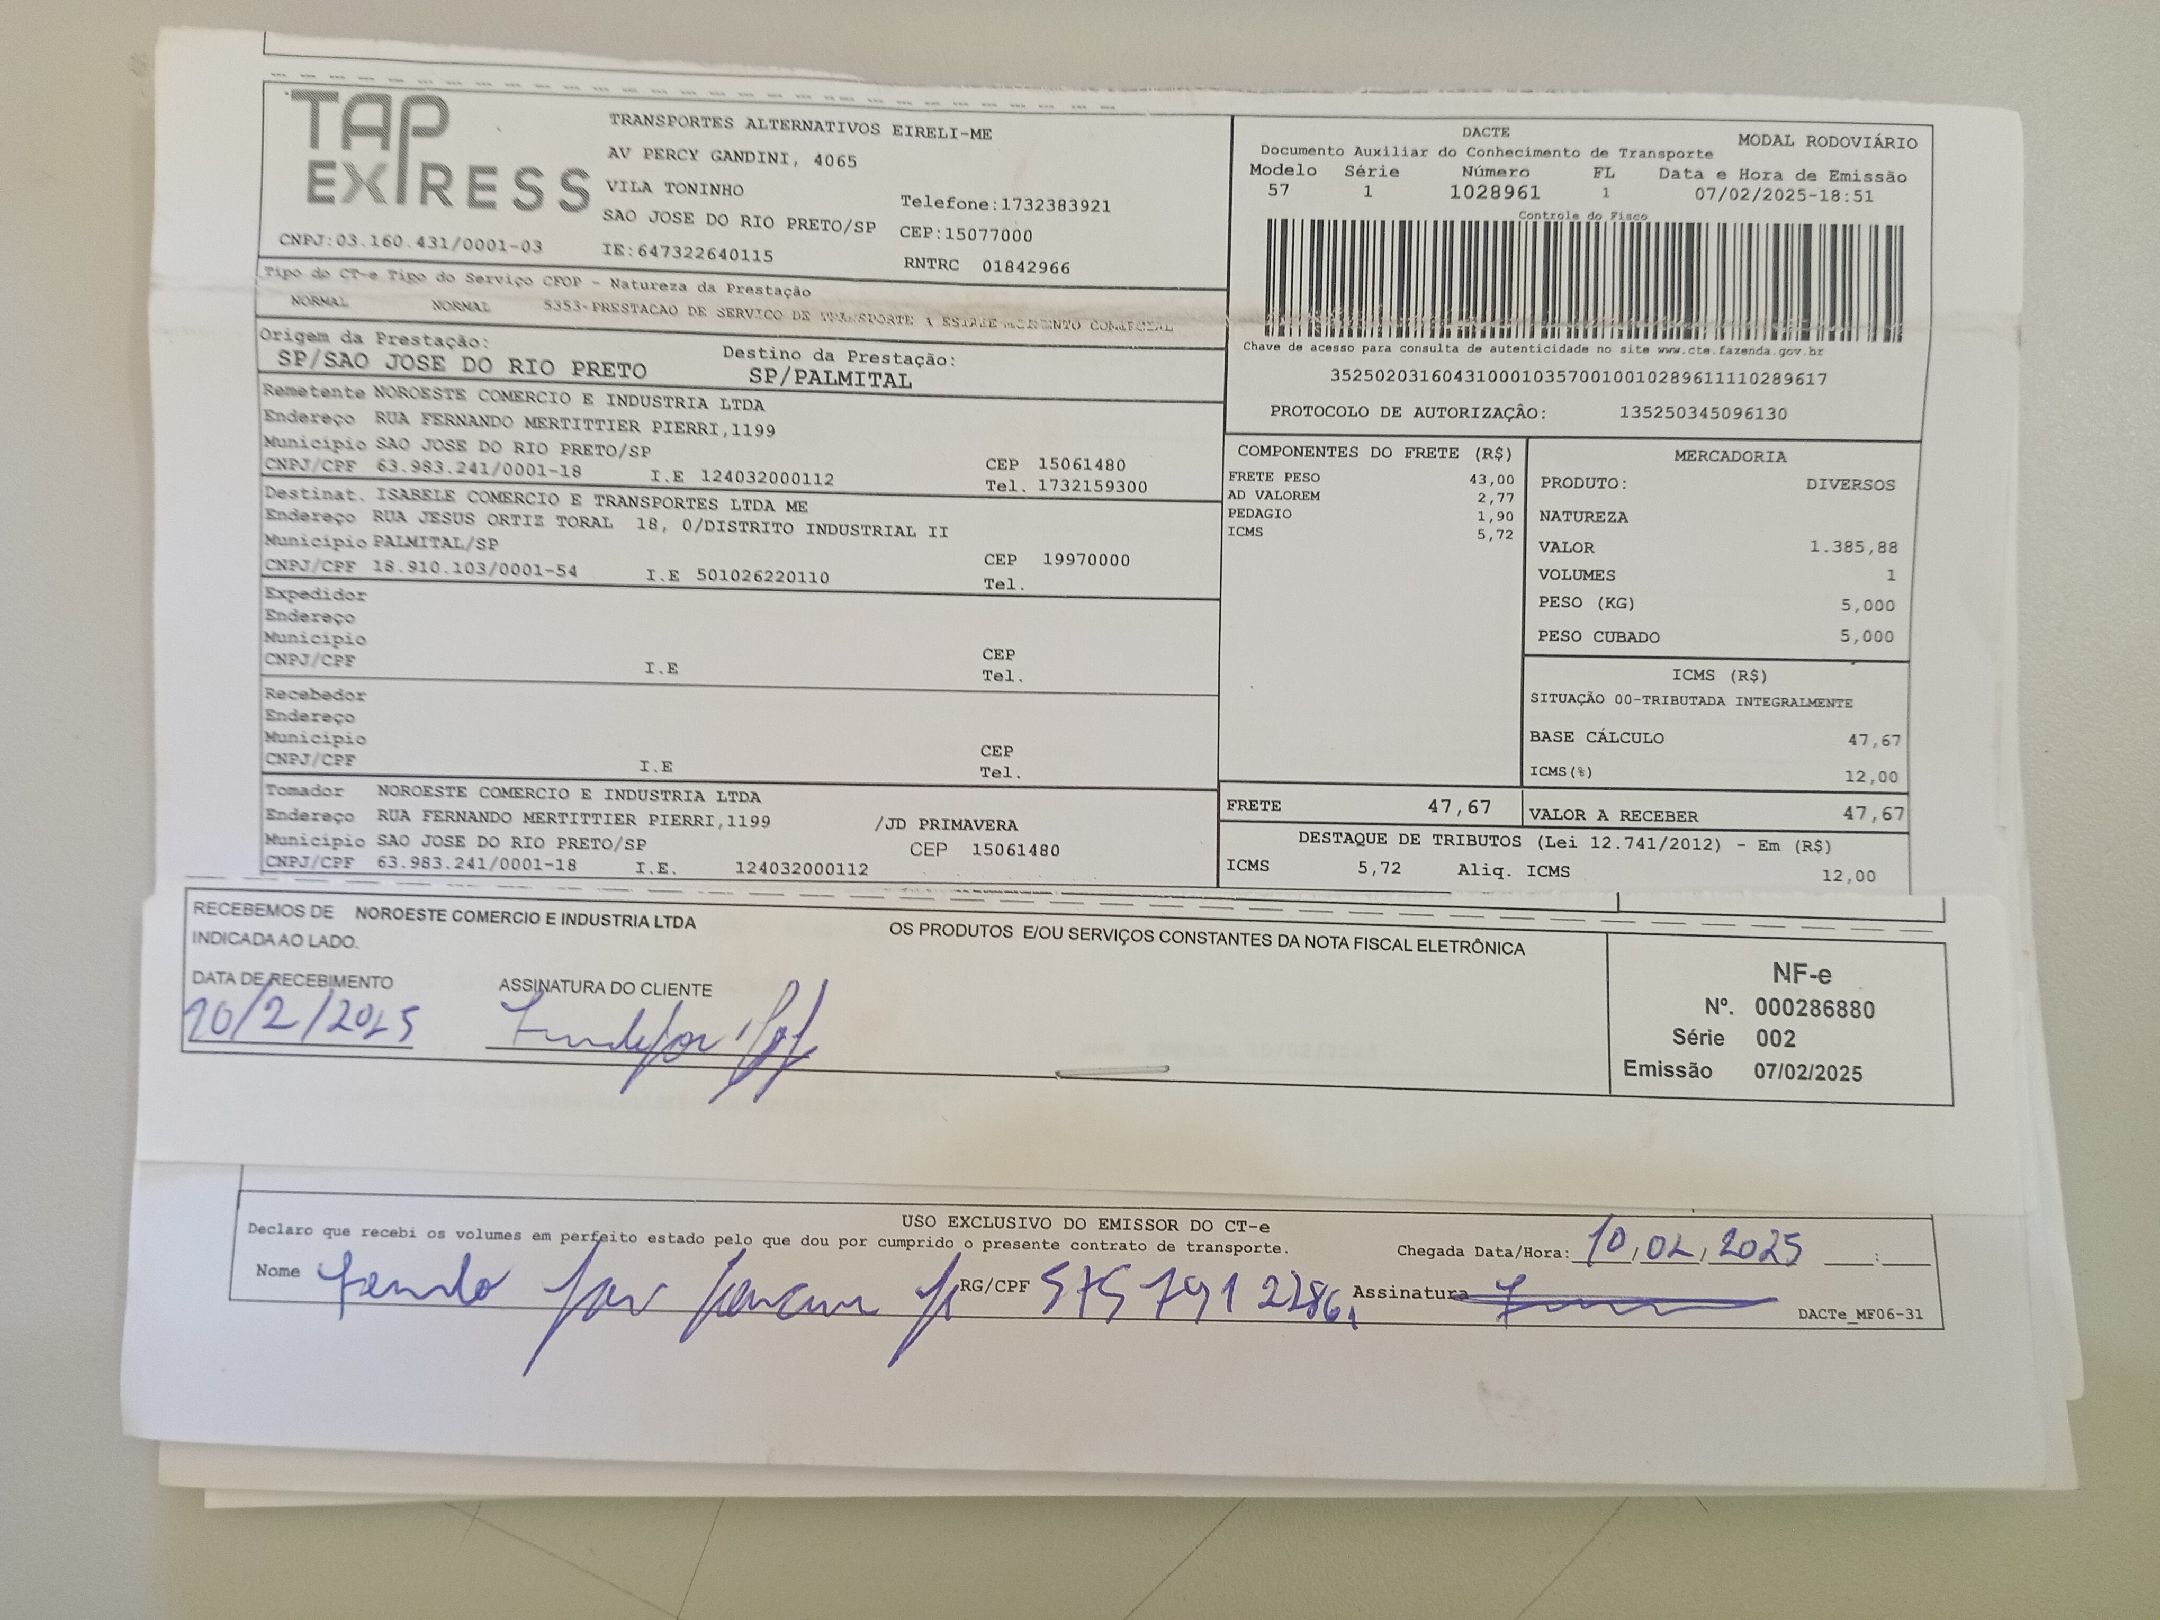 TAP EXPRESS
TRANSPORTES ALTERNATIVOS EIRELI-ME
AV PERCY GANDINI, 4065
VILA TONINHO
SAO JOSE DO RIO PRETO/SP
Telefone:1732383921
CEP:15077000
CNPJ:03.160.431/0001-03
IE:647322640115
RNTRC 01842966
Tipo do CT-e Tipo do Serviço CFOP - Natureza da Prestação
NORMAL NORMAL 5353-PRESTACAO DE SERVICO DE TRANSPORTE A ESTABELECIMENTO COMERCIAL
Origem da Prestação:
SP/SAO JOSE DO RIO PRETO
Destino da Prestação:
SP/PALMITAL
Remetente NOROESTE COMERCIO E INDUSTRIA LTDA
Endereço RUA FERNANDO MERTITTIER PIERRI,1199
Município SAO JOSE DO RIO PRETO/SP CEP 15061480
CNPJ/CPF 63.983.241/0001-18 I.E 124032000112 Tel. 1732159300
Destinat. ISABELE COMERCIO E TRANSPORTES LTDA ME
Endereço RUA JESUS ORTIZ TORAL 18, 0/DISTRITO INDUSTRIAL II
Município PALMITAL/SP CEP 19970000
CNPJ/CPF 18.910.103/0001-54 I.E 501026220110 Tel.
Expedidor
Endereço
Município CEP
CNPJ/CPF I.E Tel.
Recebedor
Endereço
Município CEP
CNPJ/CPF I.E Tel.
Tomador NOROESTE COMERCIO E INDUSTRIA LTDA
Endereço RUA FERNANDO MERTITTIER PIERRI,1199 /JD PRIMAVERA
Município SAO JOSE DO RIO PRETO/SP CEP 15061480
CNPJ/CPF 63.983.241/0001-18 I.E. 124032000112
DACTE MODAL RODOVIÁRIO
Documento Auxiliar do Conhecimento de Transporte
Modelo Série Número FL Data e Hora de Emissão
57 1 1028961 1 07/02/2025-18:51
Controle do Fisco
Chave de acesso para consulta de autenticidade no site www.cte.fazenda.gov.br
35250203160431000103570010010289611110289617
PROTOCOLO DE AUTORIZAÇÃO: 135250345096130
COMPONENTES DO FRETE (R$)
FRETE PESO 43,00
AD VALOREM 2,77
PEDAGIO 1,90
ICMS 5,72
MERCADORIA
PRODUTO: DIVERSOS
NATUREZA
VALOR 1.385,88
VOLUMES 1
PESO (KG) 5,000
PESO CUBADO 5,000
ICMS (R$)
SITUAÇÃO 00-TRIBUTADA INTEGRALMENTE
BASE CÁLCULO 47,67
ICMS(%) 12,00
FRETE 47,67 VALOR A RECEBER 47,67
DESTAQUE DE TRIBUTOS (Lei 12.741/2012) - Em (R$)
ICMS 5,72 Aliq. ICMS 12,00
RECEBEMOS DE NOROESTE COMERCIO E INDUSTRIA LTDA OS PRODUTOS E/OU SERVIÇOS CONSTANTES DA NOTA FISCAL ELETRÔNICA
INDICADA AO LADO.
DATA DE RECEBIMENTO ASSINATURA DO CLIENTE
10/2/2025
NF-e
Nº. 000286880
Série 002
Emissão 07/02/2025
USO EXCLUSIVO DO EMISSOR DO CT-e
Declaro que recebi os volumes em perfeito estado pelo que dou por cumprido o presente contrato de transporte.
Chegada Data/Hora: 10,02,2025 :
Nome RG/CPF Assinatura
DACTe_MF06-31